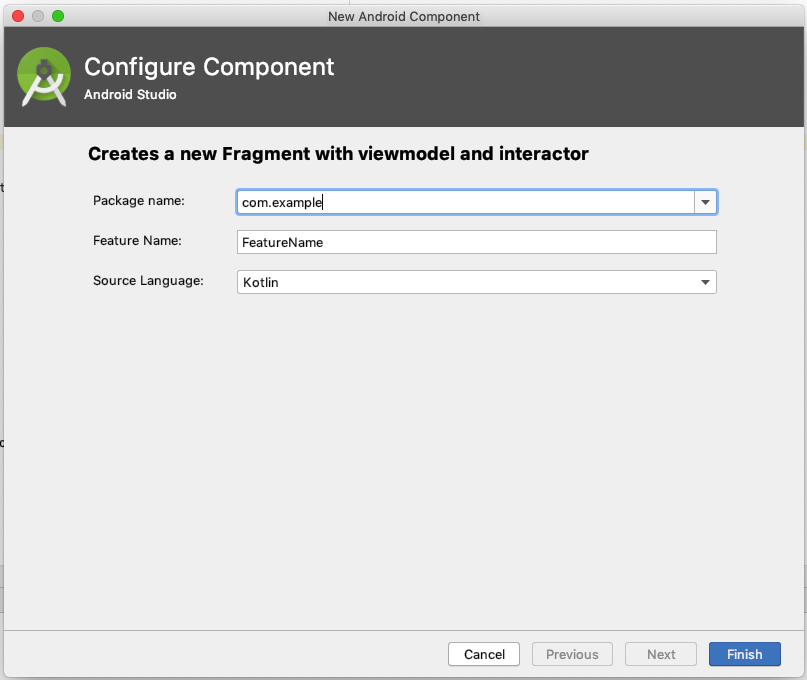 New Android Component
Configure Component
Android Studio
Creates a new Fragment with viewmodel and interactor
Package name: com.example
Feature Name: FeatureName
Source Language: Kotlin
Cancel Previous Next Finish